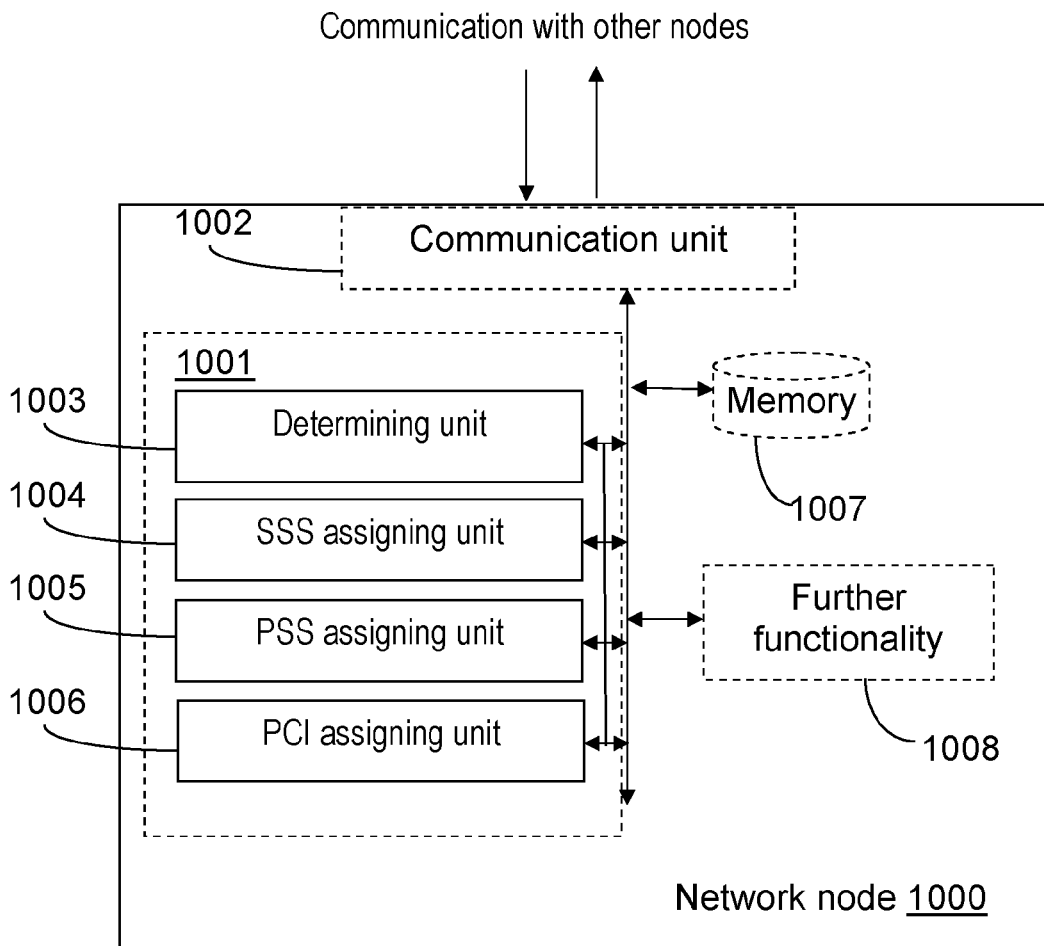 Communication with other nodes
1002
Communication unit
1001
1003
Determining unit
Memory
1004
SSS assigning unit
1007
1005
PSS assigning unit
Further
functionality
1006
PCI assigning unit
1008
Network node 1000